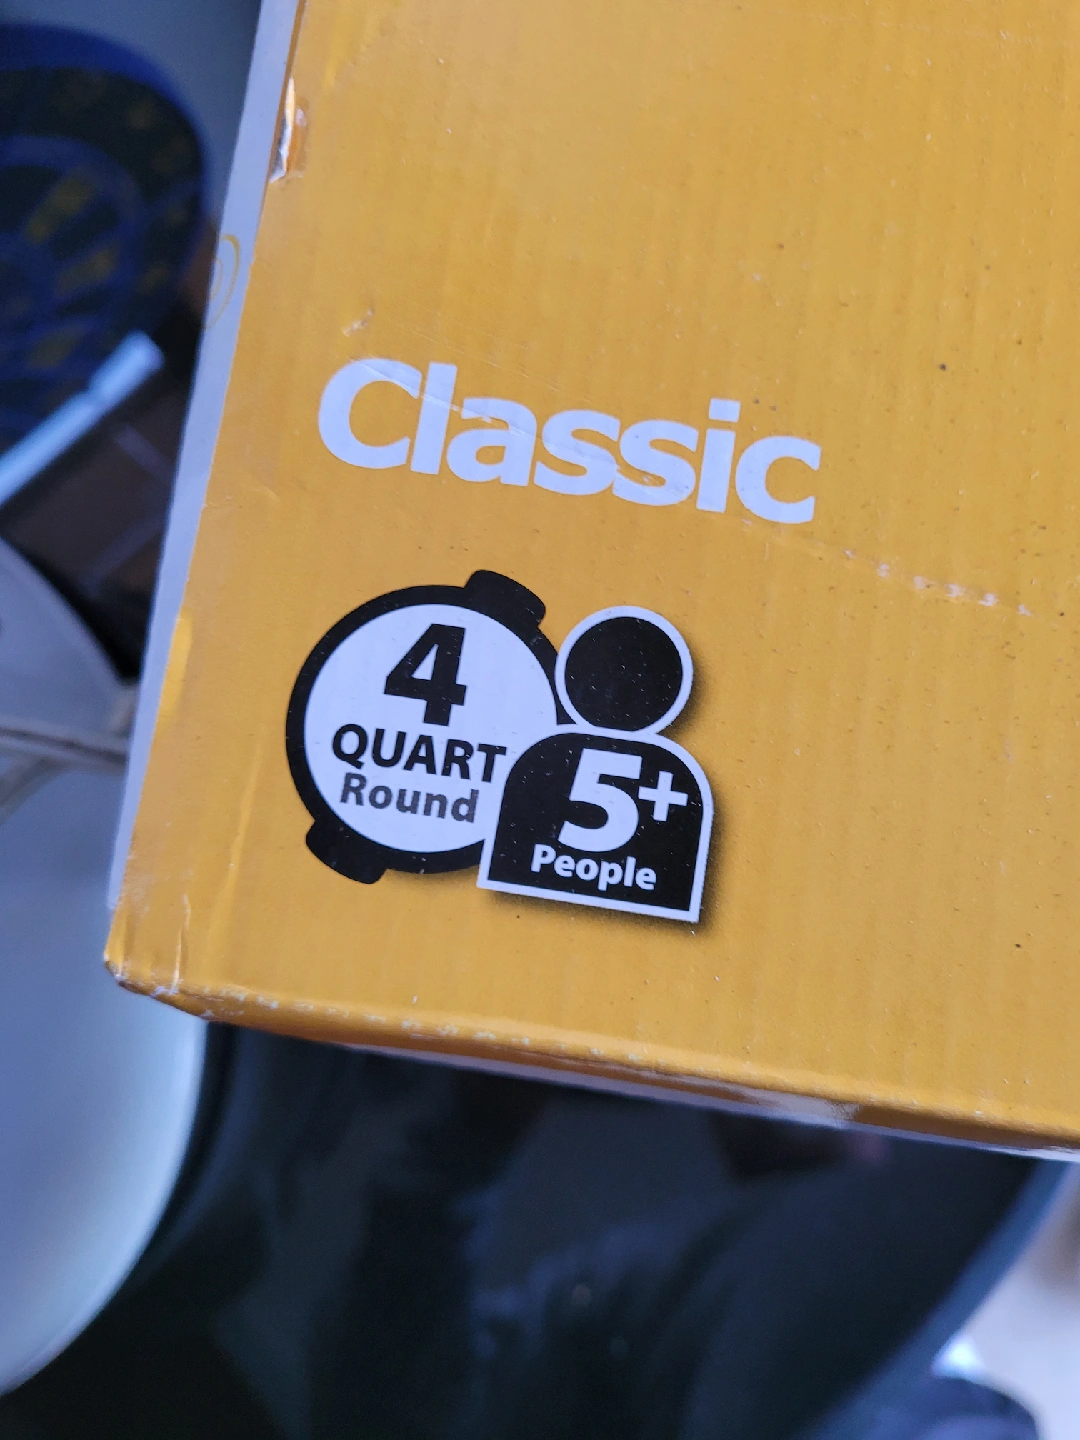 Classic
4
QUART
Round
5+
People